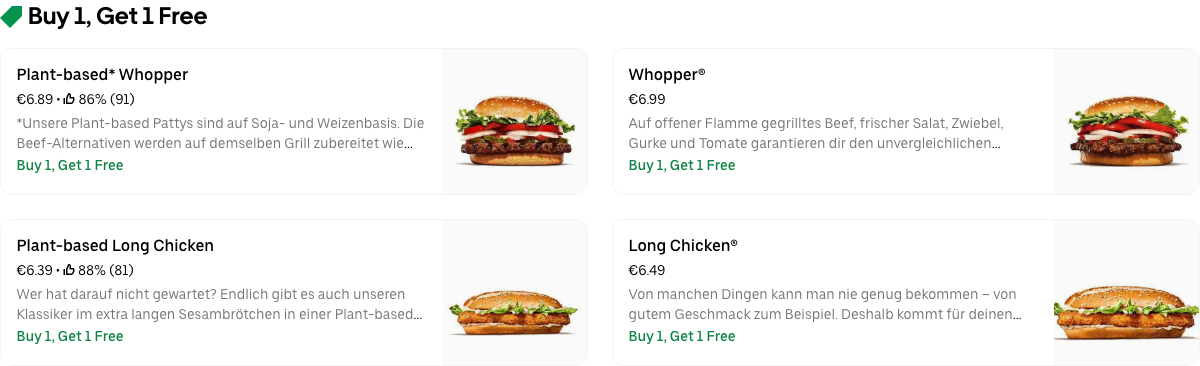 Buy 1, Get 1 Free
Plant-based* Whopper
€6.89 • 86% (91)
*Unsere Plant-based Pattys sind auf Soja- und Weizenbasis. Die
Beef-Alternativen werden auf demselben Grill zubereitet wie...
Buy 1, Get 1 Free
Whopper®
€6.99
Auf offener Flamme gegrilltes Beef, frischer Salat, Zwiebel,
Gurke und Tomate garantieren dir den unvergleichlichen...
Buy 1, Get 1 Free
Plant-based Long Chicken
€6.39 • 88% (81)
Wer hat darauf nicht gewartet? Endlich gibt es auch unseren
Klassiker im extra langen Sesambrötchen in einer Plant-based...
Buy 1, Get 1 Free
Long Chicken®
€6.49
Von manchen Dingen kann man nie genug bekommen – von
gutem Geschmack zum Beispiel. Deshalb kommt für deinen...
Buy 1, Get 1 Free